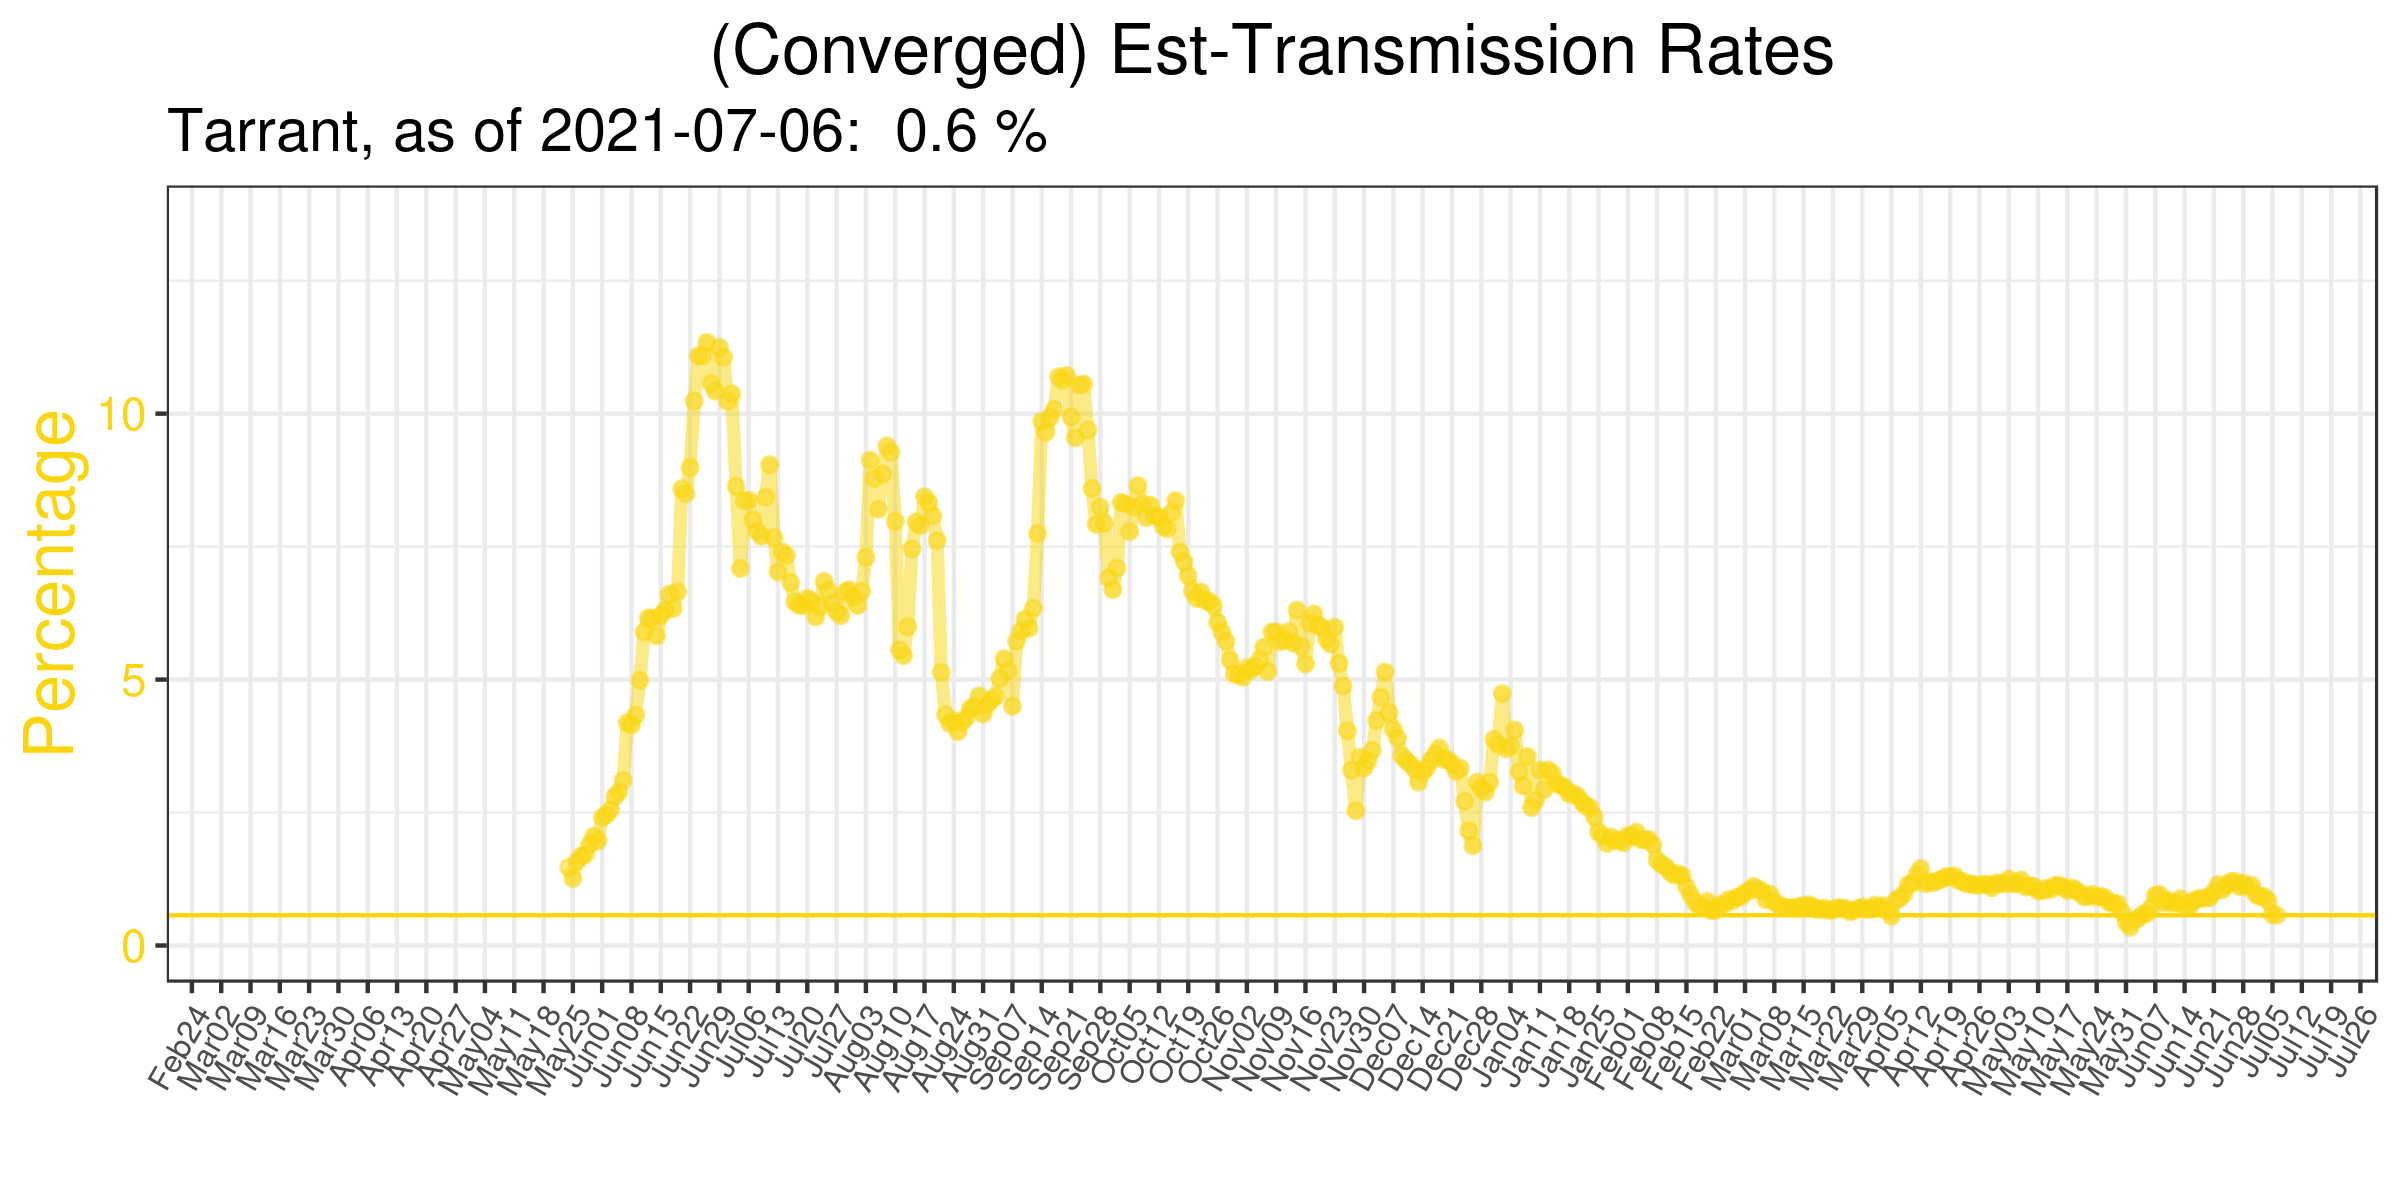 (Converged) Est-Transmission Rates
Tarrant, as of 2021-07-06:  0.6 %
Percentage
10
5
0
Feb24
Mar02
Mar09
Mar16
Mar23
Mar30
Apr06
Apr13
Apr20
Apr27
May04
May11
May18
May25
Jun01
Jun08
Jun15
Jun22
Jun29
Jul06
Jul13
Jul20
Jul27
Aug03
Aug10
Aug17
Aug24
Aug31
Sep07
Sep14
Sep21
Sep28
Oct05
Oct12
Oct19
Oct26
Nov02
Nov09
Nov16
Nov23
Nov30
Dec07
Dec14
Dec21
Dec28
Jan04
Jan11
Jan18
Jan25
Feb01
Feb08
Feb15
Feb22
Mar01
Mar08
Mar15
Mar22
Mar29
Apr05
Apr12
Apr19
Apr26
May03
May10
May17
May24
May31
Jun07
Jun14
Jun21
Jun28
Jul05
Jul12
Jul19
Jul26